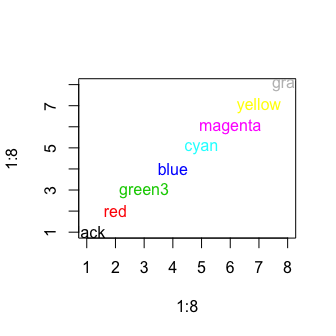 gra
yellow
magenta
cyan
blue
green3
red
ack
7
5
3
1
1:8
1 2 3 4 5 6 7 8
1:8